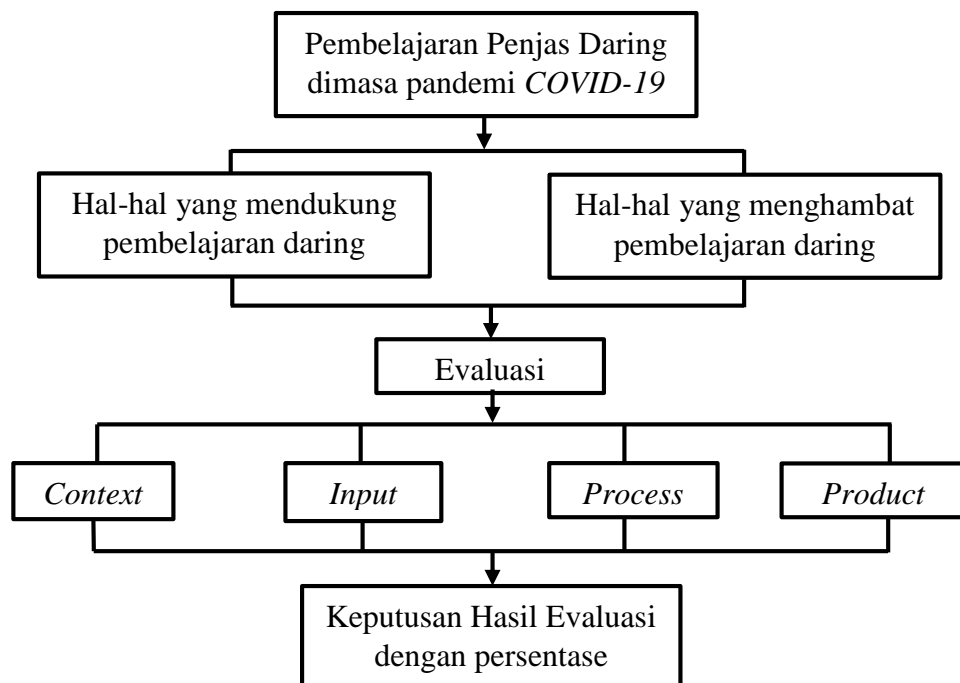 Pembelajaran Penjas Daring
dimasa pandemi COVID-19
Hal-hal yang mendukung
pembelajaran daring
Hal-hal yang menghambat
pembelajaran daring
Evaluasi
Context
Input
Process
Product
Keputusan Hasil Evaluasi
dengan persentase